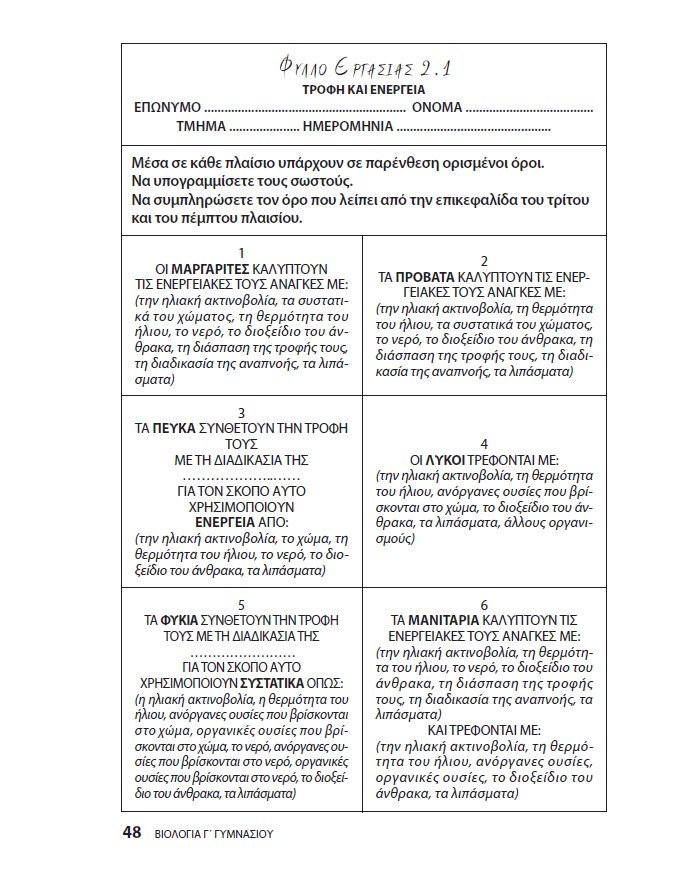 Φύλλο Εργασίας 2.1
ΤΡΟΦΗ ΚΑΙ ΕΝΕΡΓΕΙΑ
ΕΠΩΝΥΜΟ ............................................................ ΟΝΟΜΑ ......................................
ΤΜΗΜΑ ..................... ΗΜΕΡΟΜΗΝΙΑ ..............................................
Μέσα σε κάθε πλαίσιο υπάρχουν σε παρένθεση ορισμένοι όροι.
Να υπογραμμίσετε τους σωστούς.
Να συμπληρώσετε τον όρο που λείπει από την επικεφαλίδα του τρίτου
και του πέμπτου πλαισίου.
1
ΟΙ ΜΑΡΓΑΡΙΤΕΣ ΚΑΛΥΠΤΟΥΝ
ΤΙΣ ΕΝΕΡΓΕΙΑΚΕΣ ΤΟΥΣ ΑΝΑΓΚΕΣ ΜΕ:
(την ηλιακή ακτινοβολία, τα συστατι-
κά του χώματος, τη θερμότητα του
ήλιου, το νερό, το διοξείδιο του άν-
θρακα, τη διάσπαση της τροφής τους,
τη διαδικασία της αναπνοής, τα λιπά-
σματα)
2
ΤΑ ΠΡΟΒΑΤΑ ΚΑΛΥΠΤΟΥΝ ΤΙΣ ΕΝΕΡ-
ΓΕΙΑΚΕΣ ΤΟΥΣ ΑΝΑΓΚΕΣ ΜΕ:
(την ηλιακή ακτινοβολία, τη θερμότητα
του ήλιου, τα συστατικά του χώματος,
το νερό, το διοξείδιο του άνθρακα, τη
διάσπαση της τροφής τους, τη διαδι-
κασία της αναπνοής, τα λιπάσματα)
3
ΤΑ ΠΕΥΚΑ ΣΥΝΘΕΤΟΥΝ ΤΗΝ ΤΡΟΦΗ
ΤΟΥΣ
ΜΕ ΤΗ ΔΙΑΔΙΚΑΣΙΑ ΤΗΣ
........................
ΓΙΑ ΤΟΝ ΣΚΟΠΟ ΑΥΤΟ
ΧΡΗΣΙΜΟΠΟΙΟΥΝ
ΕΝΕΡΓΕΙΑ ΑΠΟ:
(την ηλιακή ακτινοβολία, το χώμα, τη
θερμότητα του ήλιου, το νερό, το διο-
ξείδιο του άνθρακα, τα λιπάσματα)
4
ΟΙ ΛΥΚΟΙ ΤΡΕΦΟΝΤΑΙ ΜΕ:
(την ηλιακή ακτινοβολία, τη θερμότητα
του ήλιου, ανόργανες ουσίες που βρί-
σκονται στο χώμα, το διοξείδιο του άν-
θρακα, τα λιπάσματα, άλλους οργανι-
σμούς)
5
ΤΑ ΦΥΚΙΑ ΣΥΝΘΕΤΟΥΝ ΤΗΝ ΤΡΟΦΗ
ΤΟΥΣ ΜΕ ΤΗ ΔΙΑΔΙΚΑΣΙΑ ΤΗΣ
........................
ΓΙΑ ΤΟΝ ΣΚΟΠΟ ΑΥΤΟ
ΧΡΗΣΙΜΟΠΟΙΟΥΝ ΣΥΣΤΑΤΙΚΑ ΟΠΩΣ:
(η ηλιακή ακτινοβολία, η θερμότητα του
ήλιου, ανόργανες ουσίες που βρίσκονται
στο χώμα, οργανικές ουσίες που βρί-
σκονται στο χώμα, το νερό, ανόργανες ου-
σίες που βρίσκονται στο νερό, οργανικές
ουσίες που βρίσκονται στο νερό, το διοξεί-
διο του άνθρακα, τα λιπάσματα)
6
ΤΑ ΜΑΝΙΤΑΡΙΑ ΚΑΛΥΠΤΟΥΝ ΤΙΣ
ΕΝΕΡΓΕΙΑΚΕΣ ΤΟΥΣ ΑΝΑΓΚΕΣ ΜΕ:
(την ηλιακή ακτινοβολία, τη θερμότη-
τα του ήλιου, το νερό, το διοξείδιο του
άνθρακα, τη διάσπαση της τροφής
τους, τη διαδικασία της αναπνοής, τα
λιπάσματα)
ΚΑΙ ΤΡΕΦΟΝΤΑΙ ΜΕ:
(την ηλιακή ακτινοβολία, τη θερμό-
τητα του ήλιου, ανόργανες ουσίες,
οργανικές ουσίες, το διοξείδιο του
άνθρακα, τα λιπάσματα)
48 ΒΙΟΛΟΓΙΑ Γ΄ ΓΥΜΝΑΣΙΟΥ